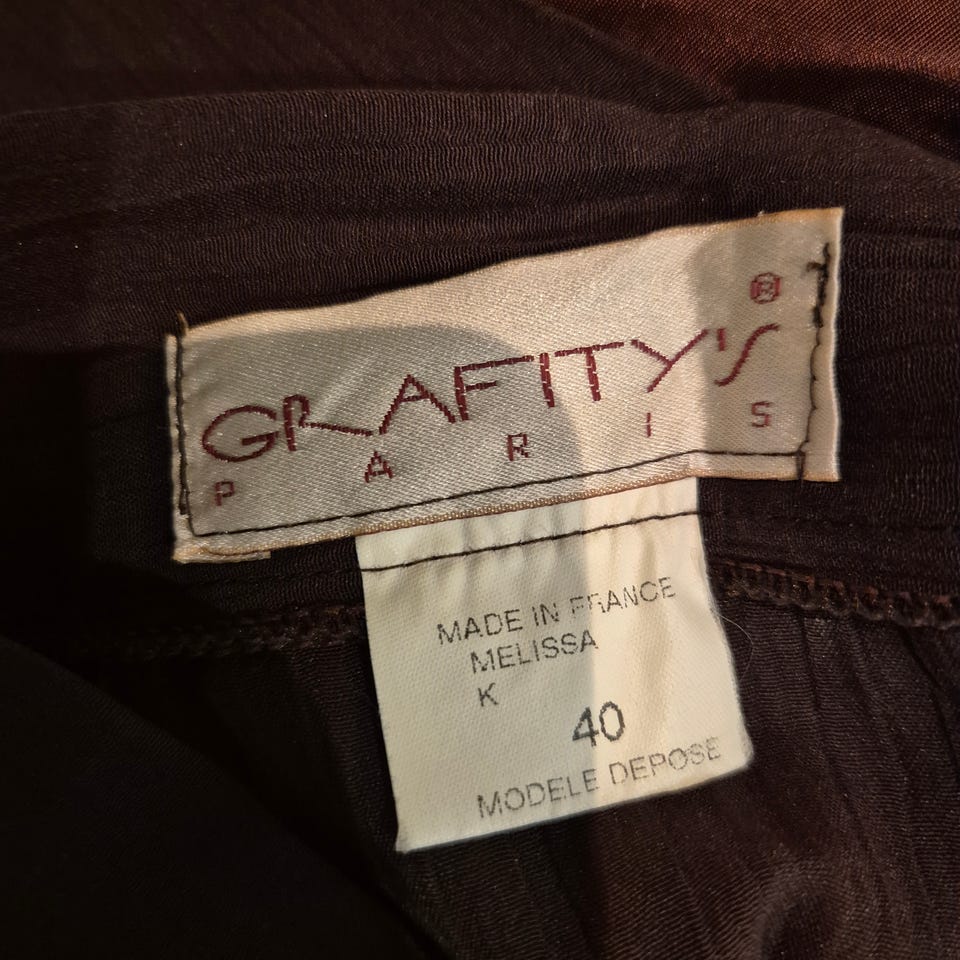 GRAFITY'S ®
PARIS
MADE IN FRANCE
MELISSA
K
40
MODELE DEPOSE